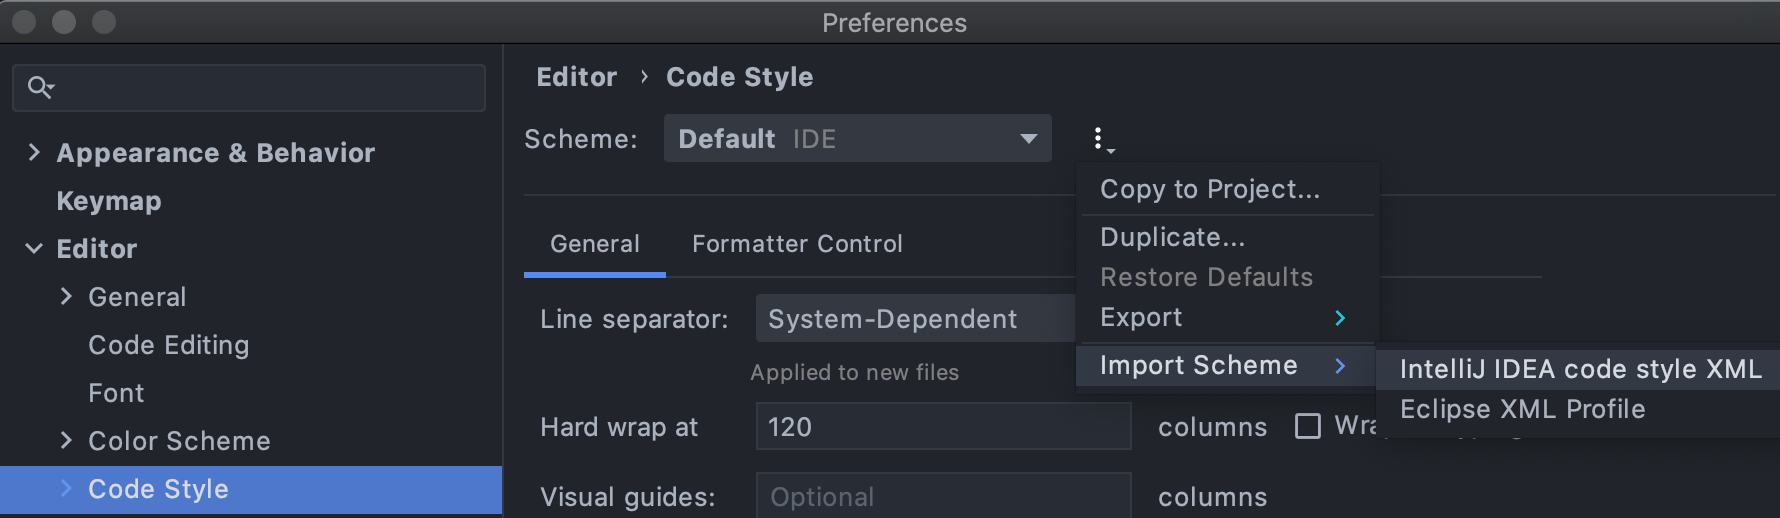 Preferences
Editor › Code Style
Scheme: Default IDE
Appearance & Behavior
Keymap
Editor
General
Code Editing
Font
Color Scheme
Code Style
Copy to Project...
Duplicate...
Restore Defaults
Export
Import Scheme
IntelliJ IDEA code style XML
Eclipse XML Profile
General Formatter Control
Line separator: System-Dependent
Applied to new files
Hard wrap at 120 columns
Visual guides: Optional columns